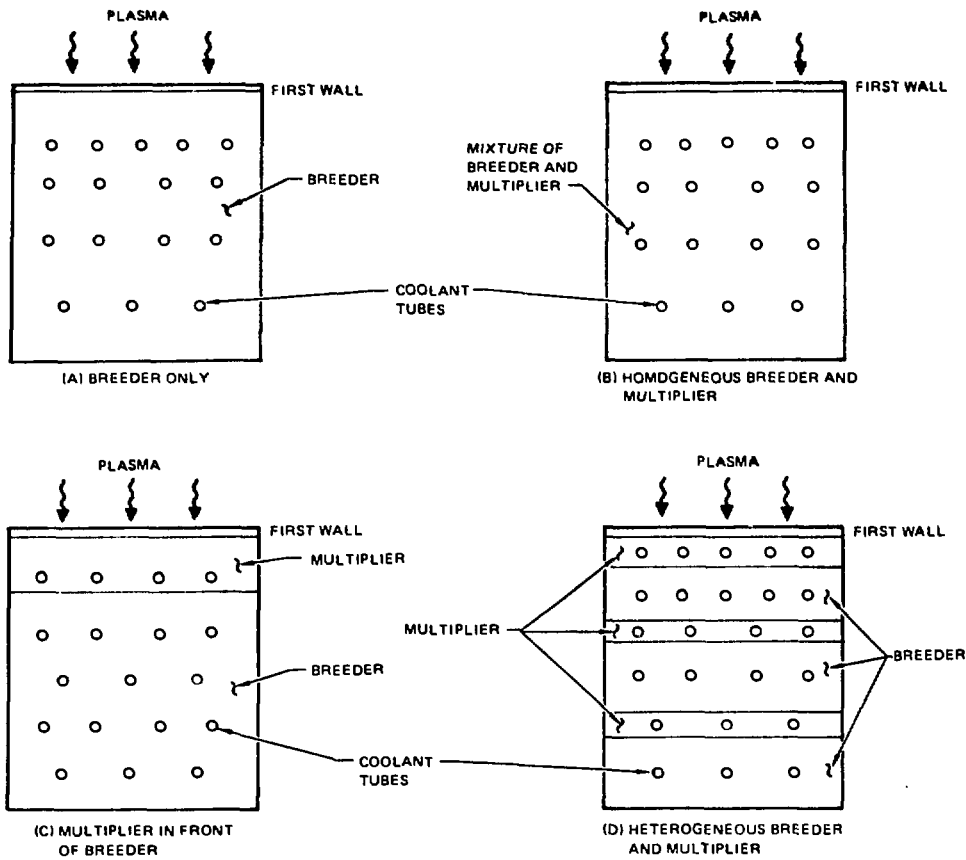 PLASMA
FIRST WALL
BREEDER
(A) BREEDER ONLY
PLASMA
FIRST WALL
MIXTURE OF
BREEDER AND
MULTIPLIER
COOLANT
TUBES
(B) HOMDGENEOUS BREEDER AND
MULTIPLIER
PLASMA
FIRST WALL
MULTIPLIER
BREEDER
COOLANT
TUBES
(C) MULTIPLIER IN FRONT
OF BREEDER
PLASMA
FIRST WALL
MULTIPLIER
BREEDER
(D) HETEROGENEOUS BREEDER
AND MULTIPLIER